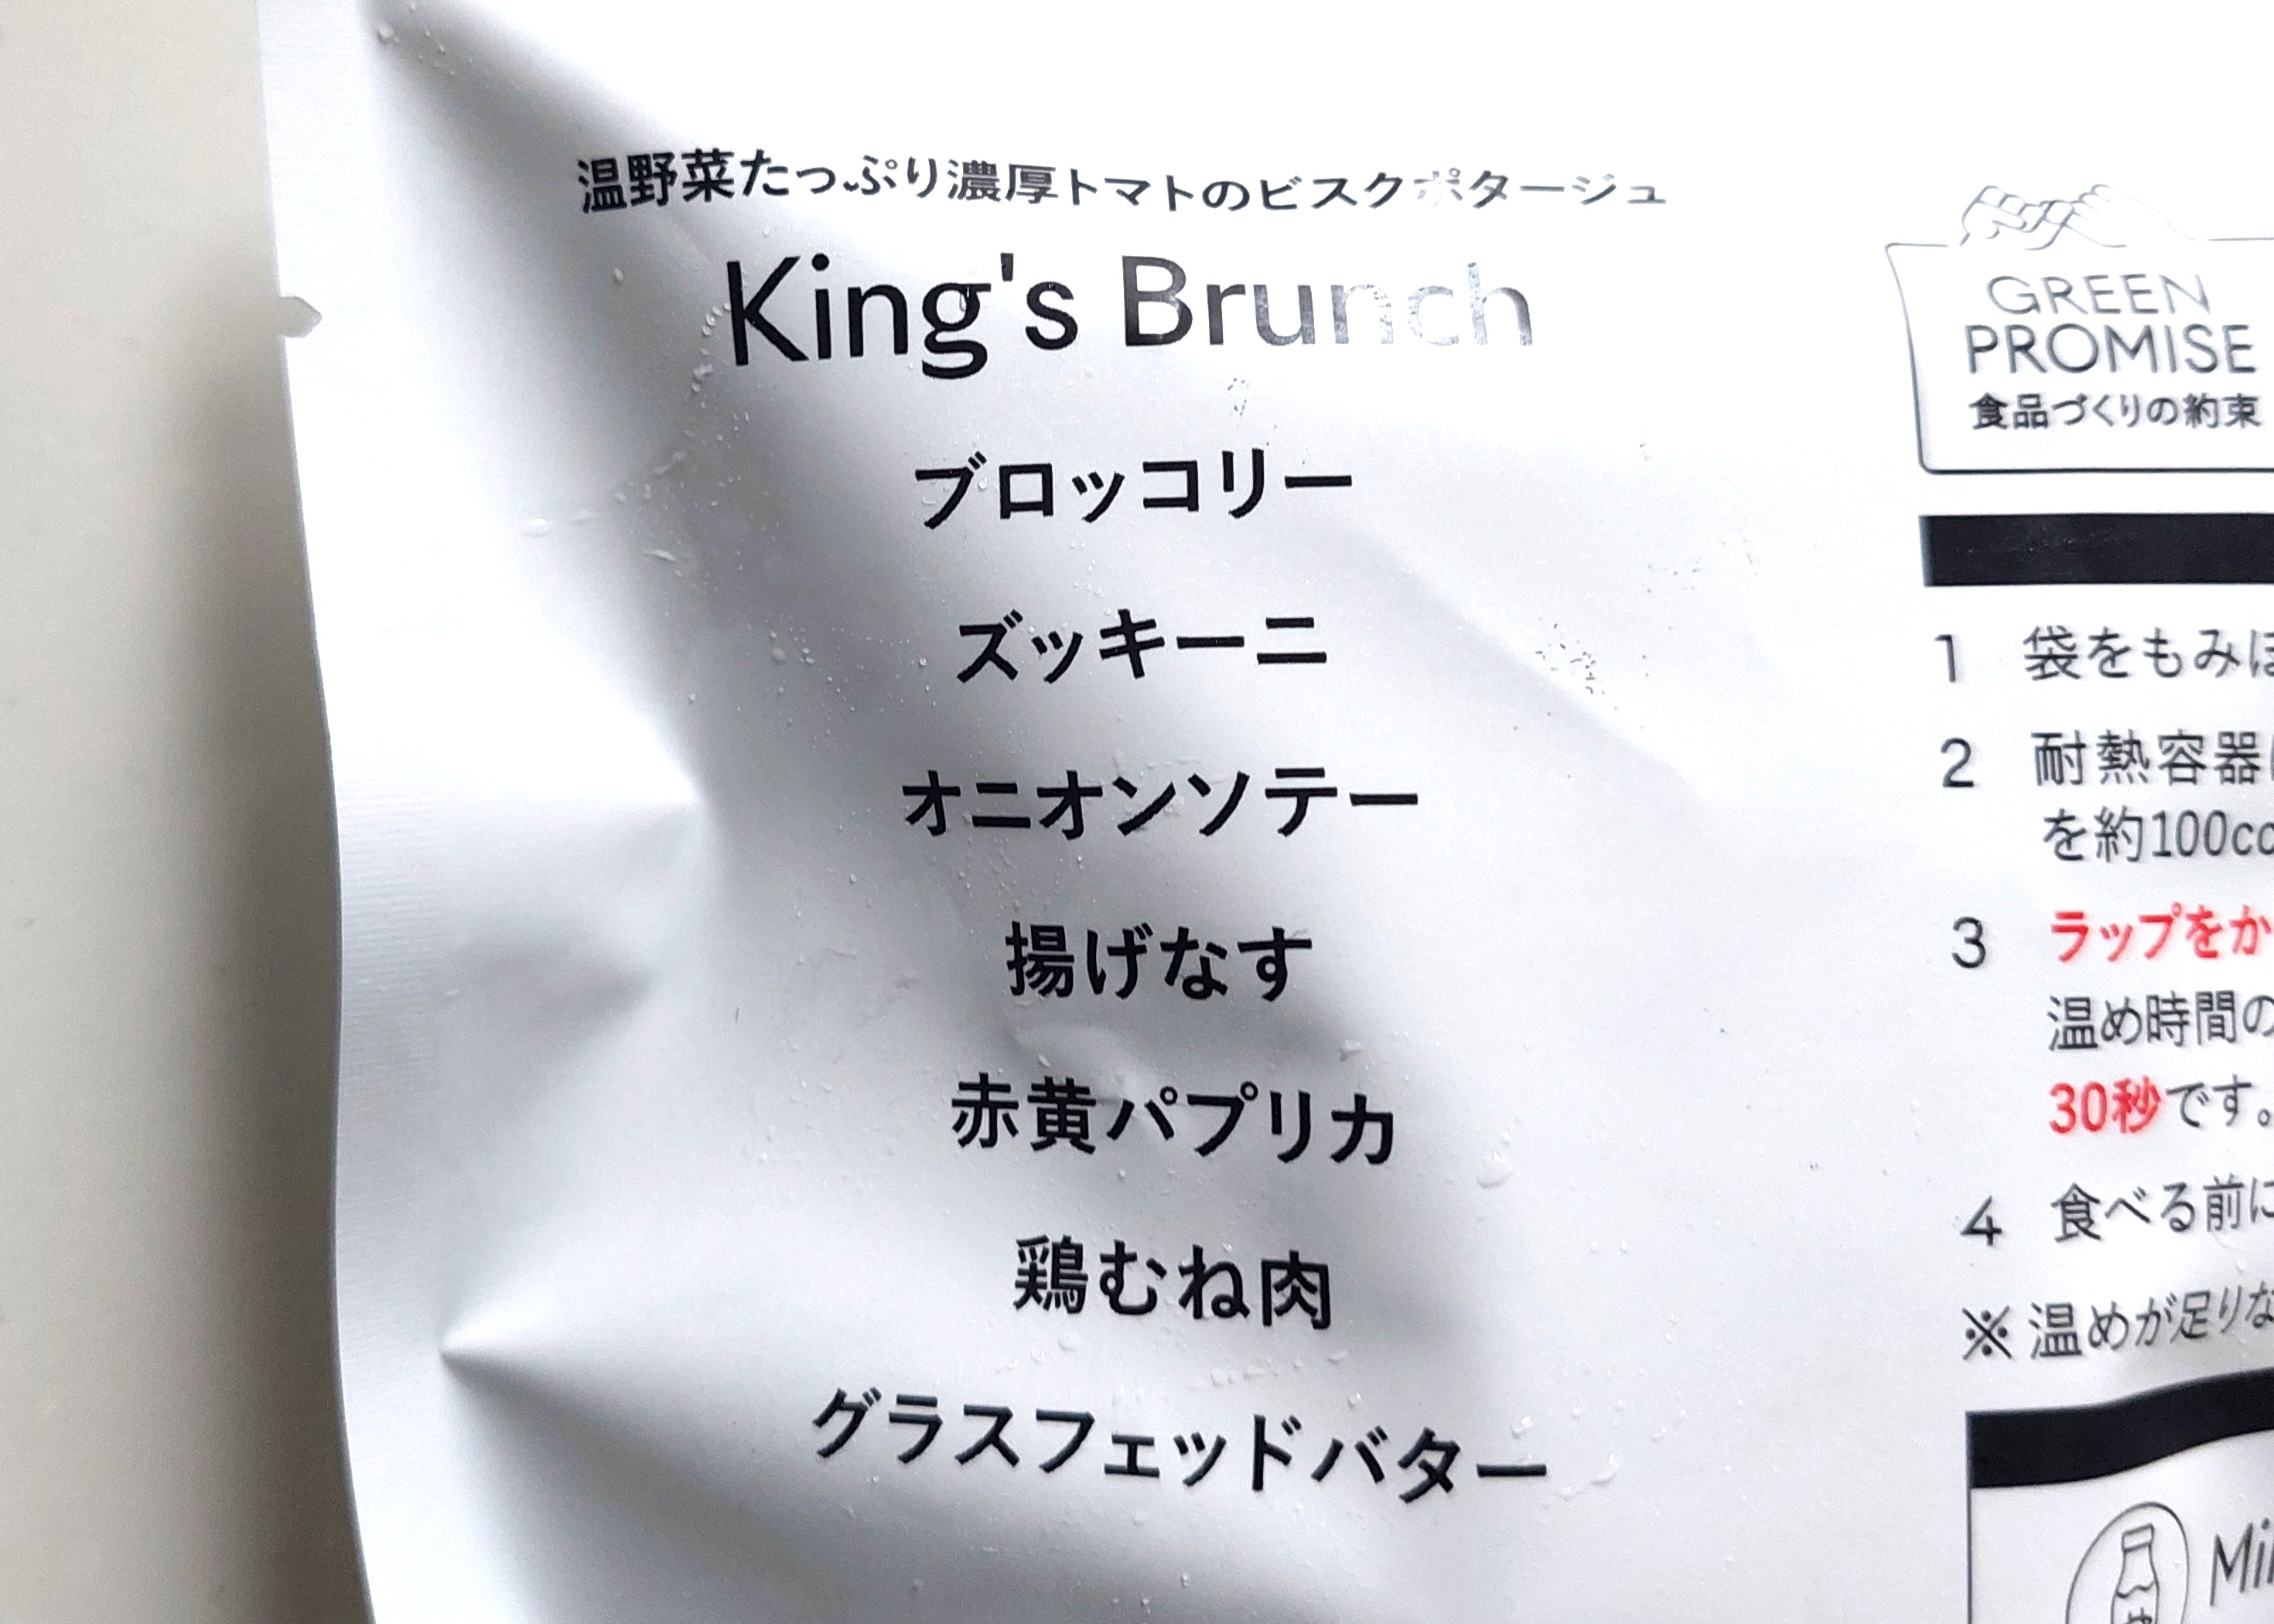 温野菜たっぷり濃厚トマトのビスクポタージュ
King's Brunch
ブロッコリー
ズッキーニ
オニオンソテー
揚げなす
赤黄パプリカ
鶏むね肉
グラスフェッドバター
GREEN
PROMISE
食品づくりの約束
1 袋をもみほ
2 耐熱容器に
を約100cc
3 ラップをか
温め時間の
30秒です。
4 食べる前に
※温めが足りな
Mil